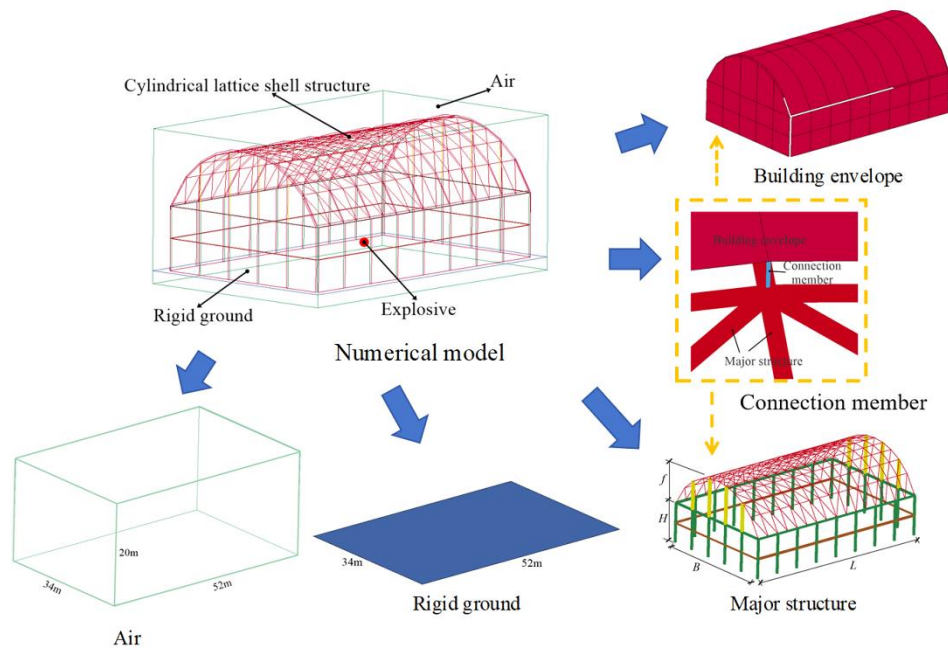 Cylindrical lattice shell structure
Air
Rigid ground
Explosive
Numerical model
Building envelope
Building envelope
Connection
member
Major structure
Connection member
20m
34m
52m
Air
34m
52m
Rigid ground
f
H
B
L
Major structure